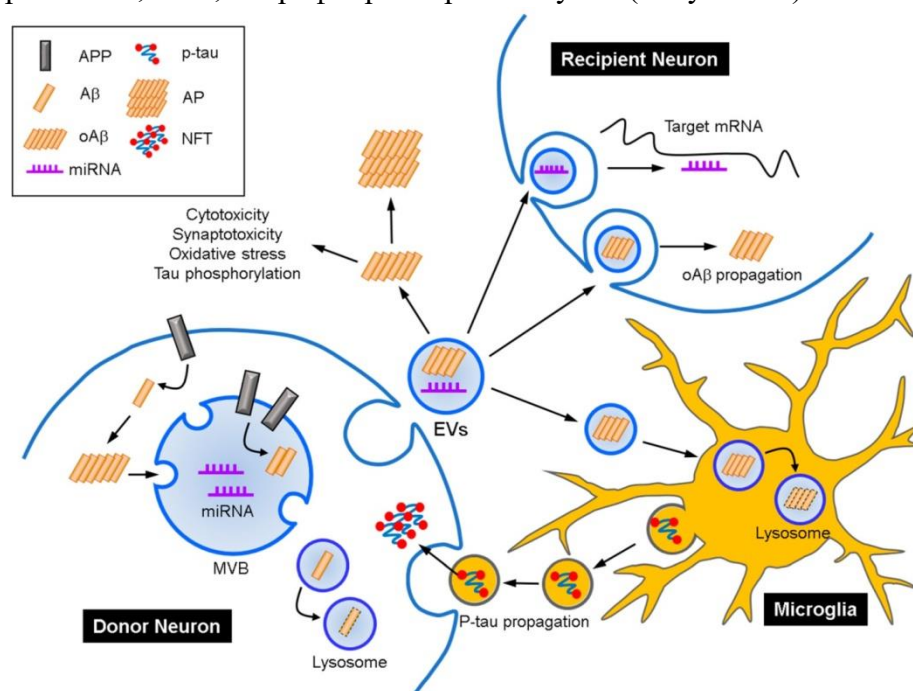 APP
p-tau
Aβ
AP
oAβ
NFT
miRNA
Recipient Neuron
Target mRNA
Cytotoxicity
Synaptotoxicity
Oxidative stress
Tau phosphorylation
oAβ propagation
EVs
miRNA
MVB
Lysosome
Donor Neuron
Lysosome
P-tau propagation
Microglia